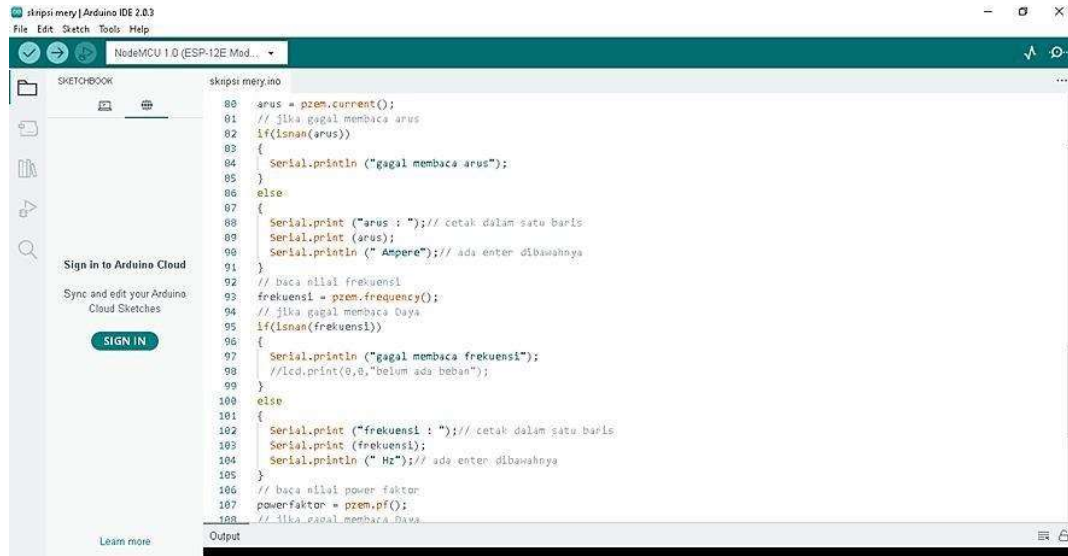 skripsi mery | Arduino IDE 2.0.3
File Edit Sketch Tools Help
NodeMCU 1.0 (ESP-12E Mod...
SKETCHBOOK
skripsi mery.ino
Sign in to Arduino Cloud
Sync and edit your Arduino
Cloud Sketches
SIGN IN
Learn more
80 arus = pzem.current();
81 // jika gagal membaca arus
82 if(isnan(arus))
83 {
84 Serial.println ("gagal membaca arus");
85 }
86 else
87 {
88 Serial.print ("arus : ");// cetak dalam satu baris
89 Serial.print (arus);
90 Serial.println (" Ampere");// ada enter dibawahnya
91 }
92 // baca nilai frekuensi
93 frekuensi = pzem.frequency();
94 // jika gagal membaca Daya
95 if(isnan(frekuensi))
96 {
97 Serial.println ("gagal membaca frekuensi");
98 //lcd.print(0,0,"belum ada beban");
99 }
100 else
101 {
102 Serial.print ("frekuensi : ");// cetak dalam satu baris
103 Serial.print (frekuensi);
104 Serial.println (" Hz");// ada enter dibawahnya
105 }
106 // baca nilai power faktor
107 powerfaktor = pzem.pf();
108 // jika gagal membaca Daya
Output